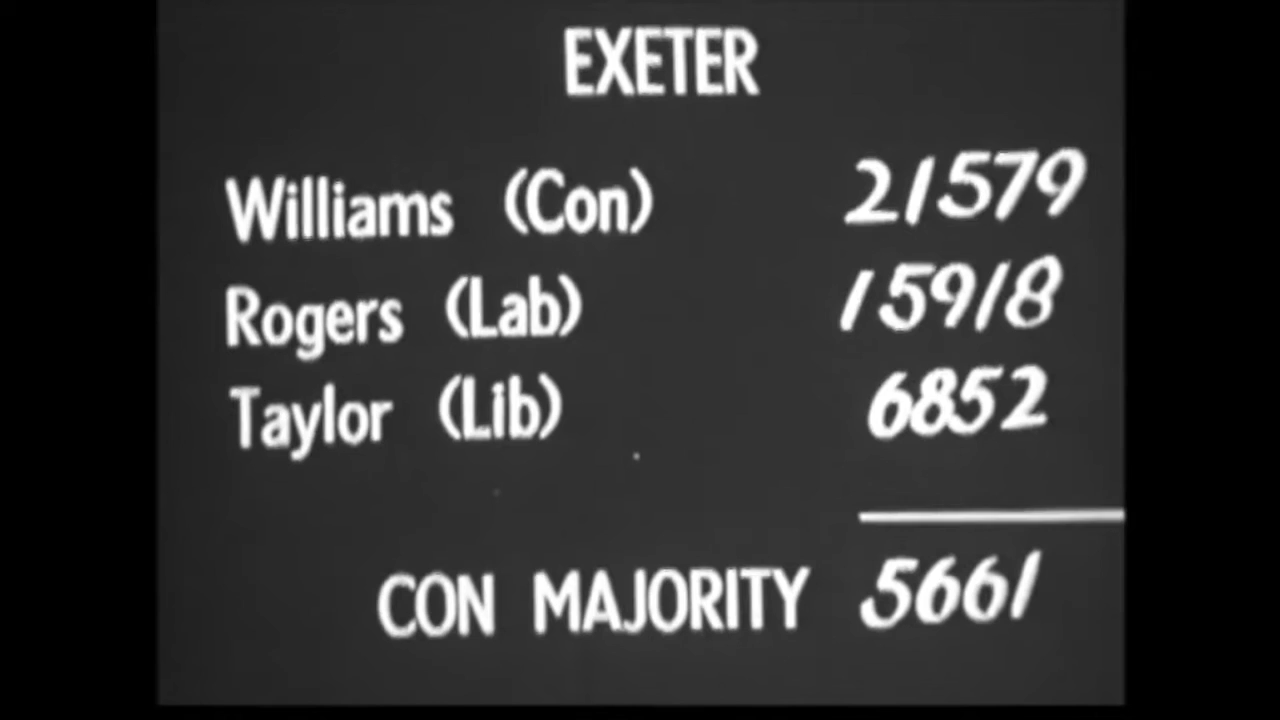 EXETER
Williams (Con) 21579
Rogers (Lab) 15918
Taylor (Lib) 6852
CON MAJORITY 5661